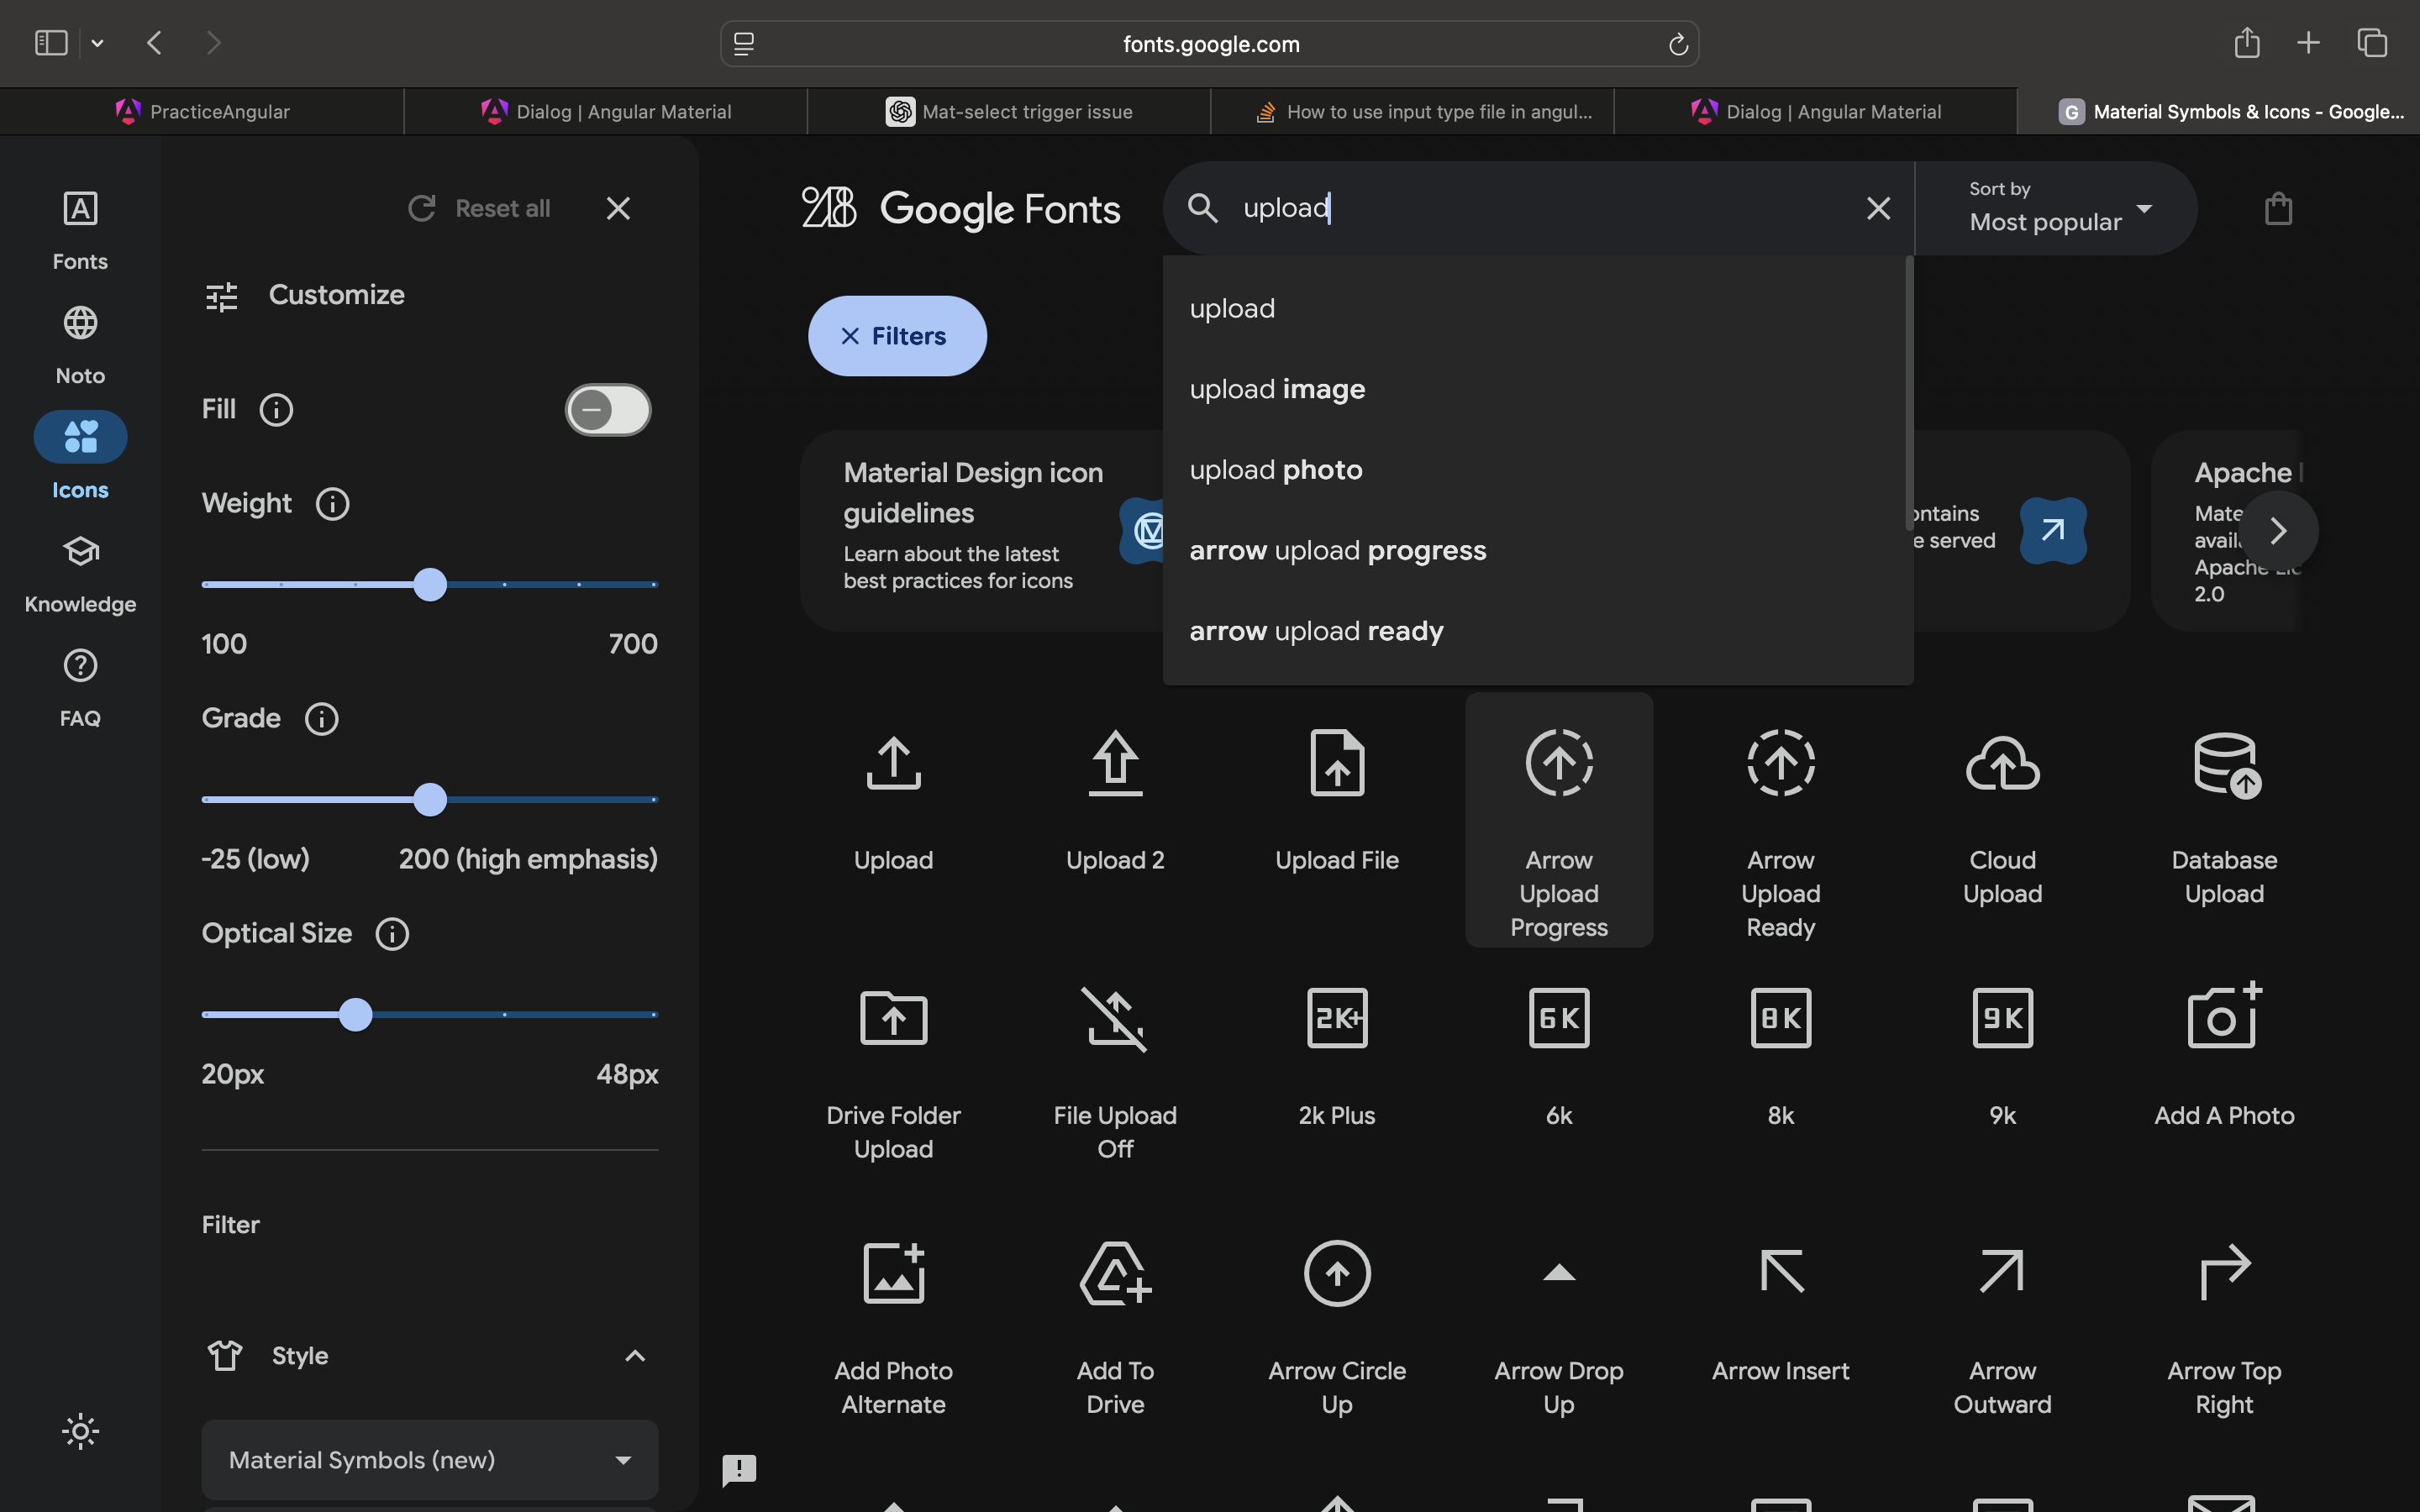 fonts.google.com
PracticeAngular
Dialog | Angular Material
Mat-select trigger issue
How to use input type file in angul...
Dialog | Angular Material
G Material Symbols & Icons - Google...
Fonts
Noto
Icons
Knowledge
FAQ
Reset all
Customize
Fill
Weight
100 700
Grade
-25 (low) 200 (high emphasis)
Optical Size
20px 48px
Filter
Style
Material Symbols (new)
Google Fonts
upload
Sort by
Most popular
Filters
upload
upload image
upload photo
arrow upload progress
arrow upload ready
Material Design icon
guidelines
Learn about the latest
best practices for icons
served
Apache
2.0
Upload
Upload 2
Upload File
Arrow
Upload
Progress
Arrow
Upload
Ready
Cloud
Upload
Database
Upload
2K+
6K
8K
9K
Drive Folder
Upload
File Upload
Off
2k Plus
6k
8k
9k
Add A Photo
Add Photo
Alternate
Add To
Drive
Arrow Circle
Up
Arrow Drop
Up
Arrow Insert
Arrow
Outward
Arrow Top
Right